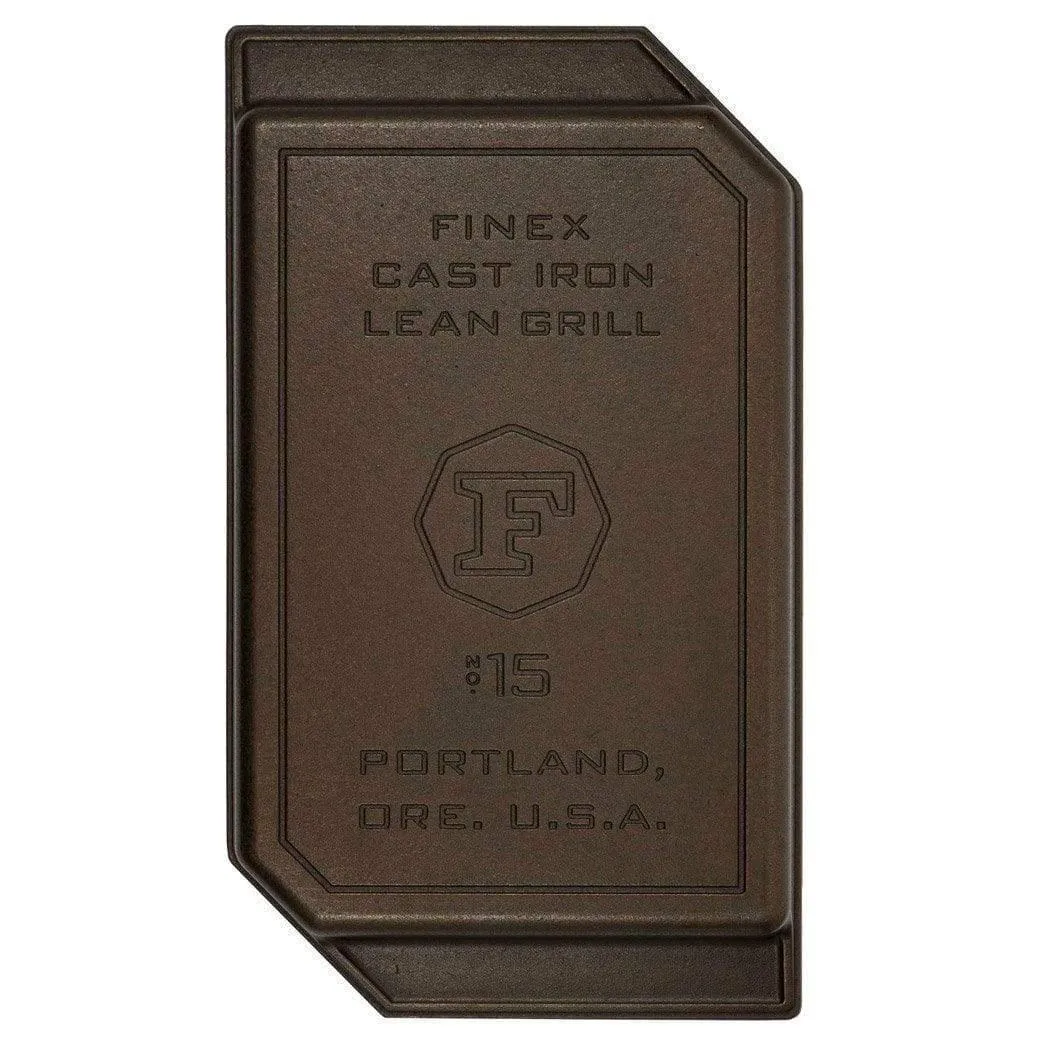 FINEX
CAST IRON
LEAN GRILL
F
NO. 15
PORTLAND,
ORE. U.S.A.